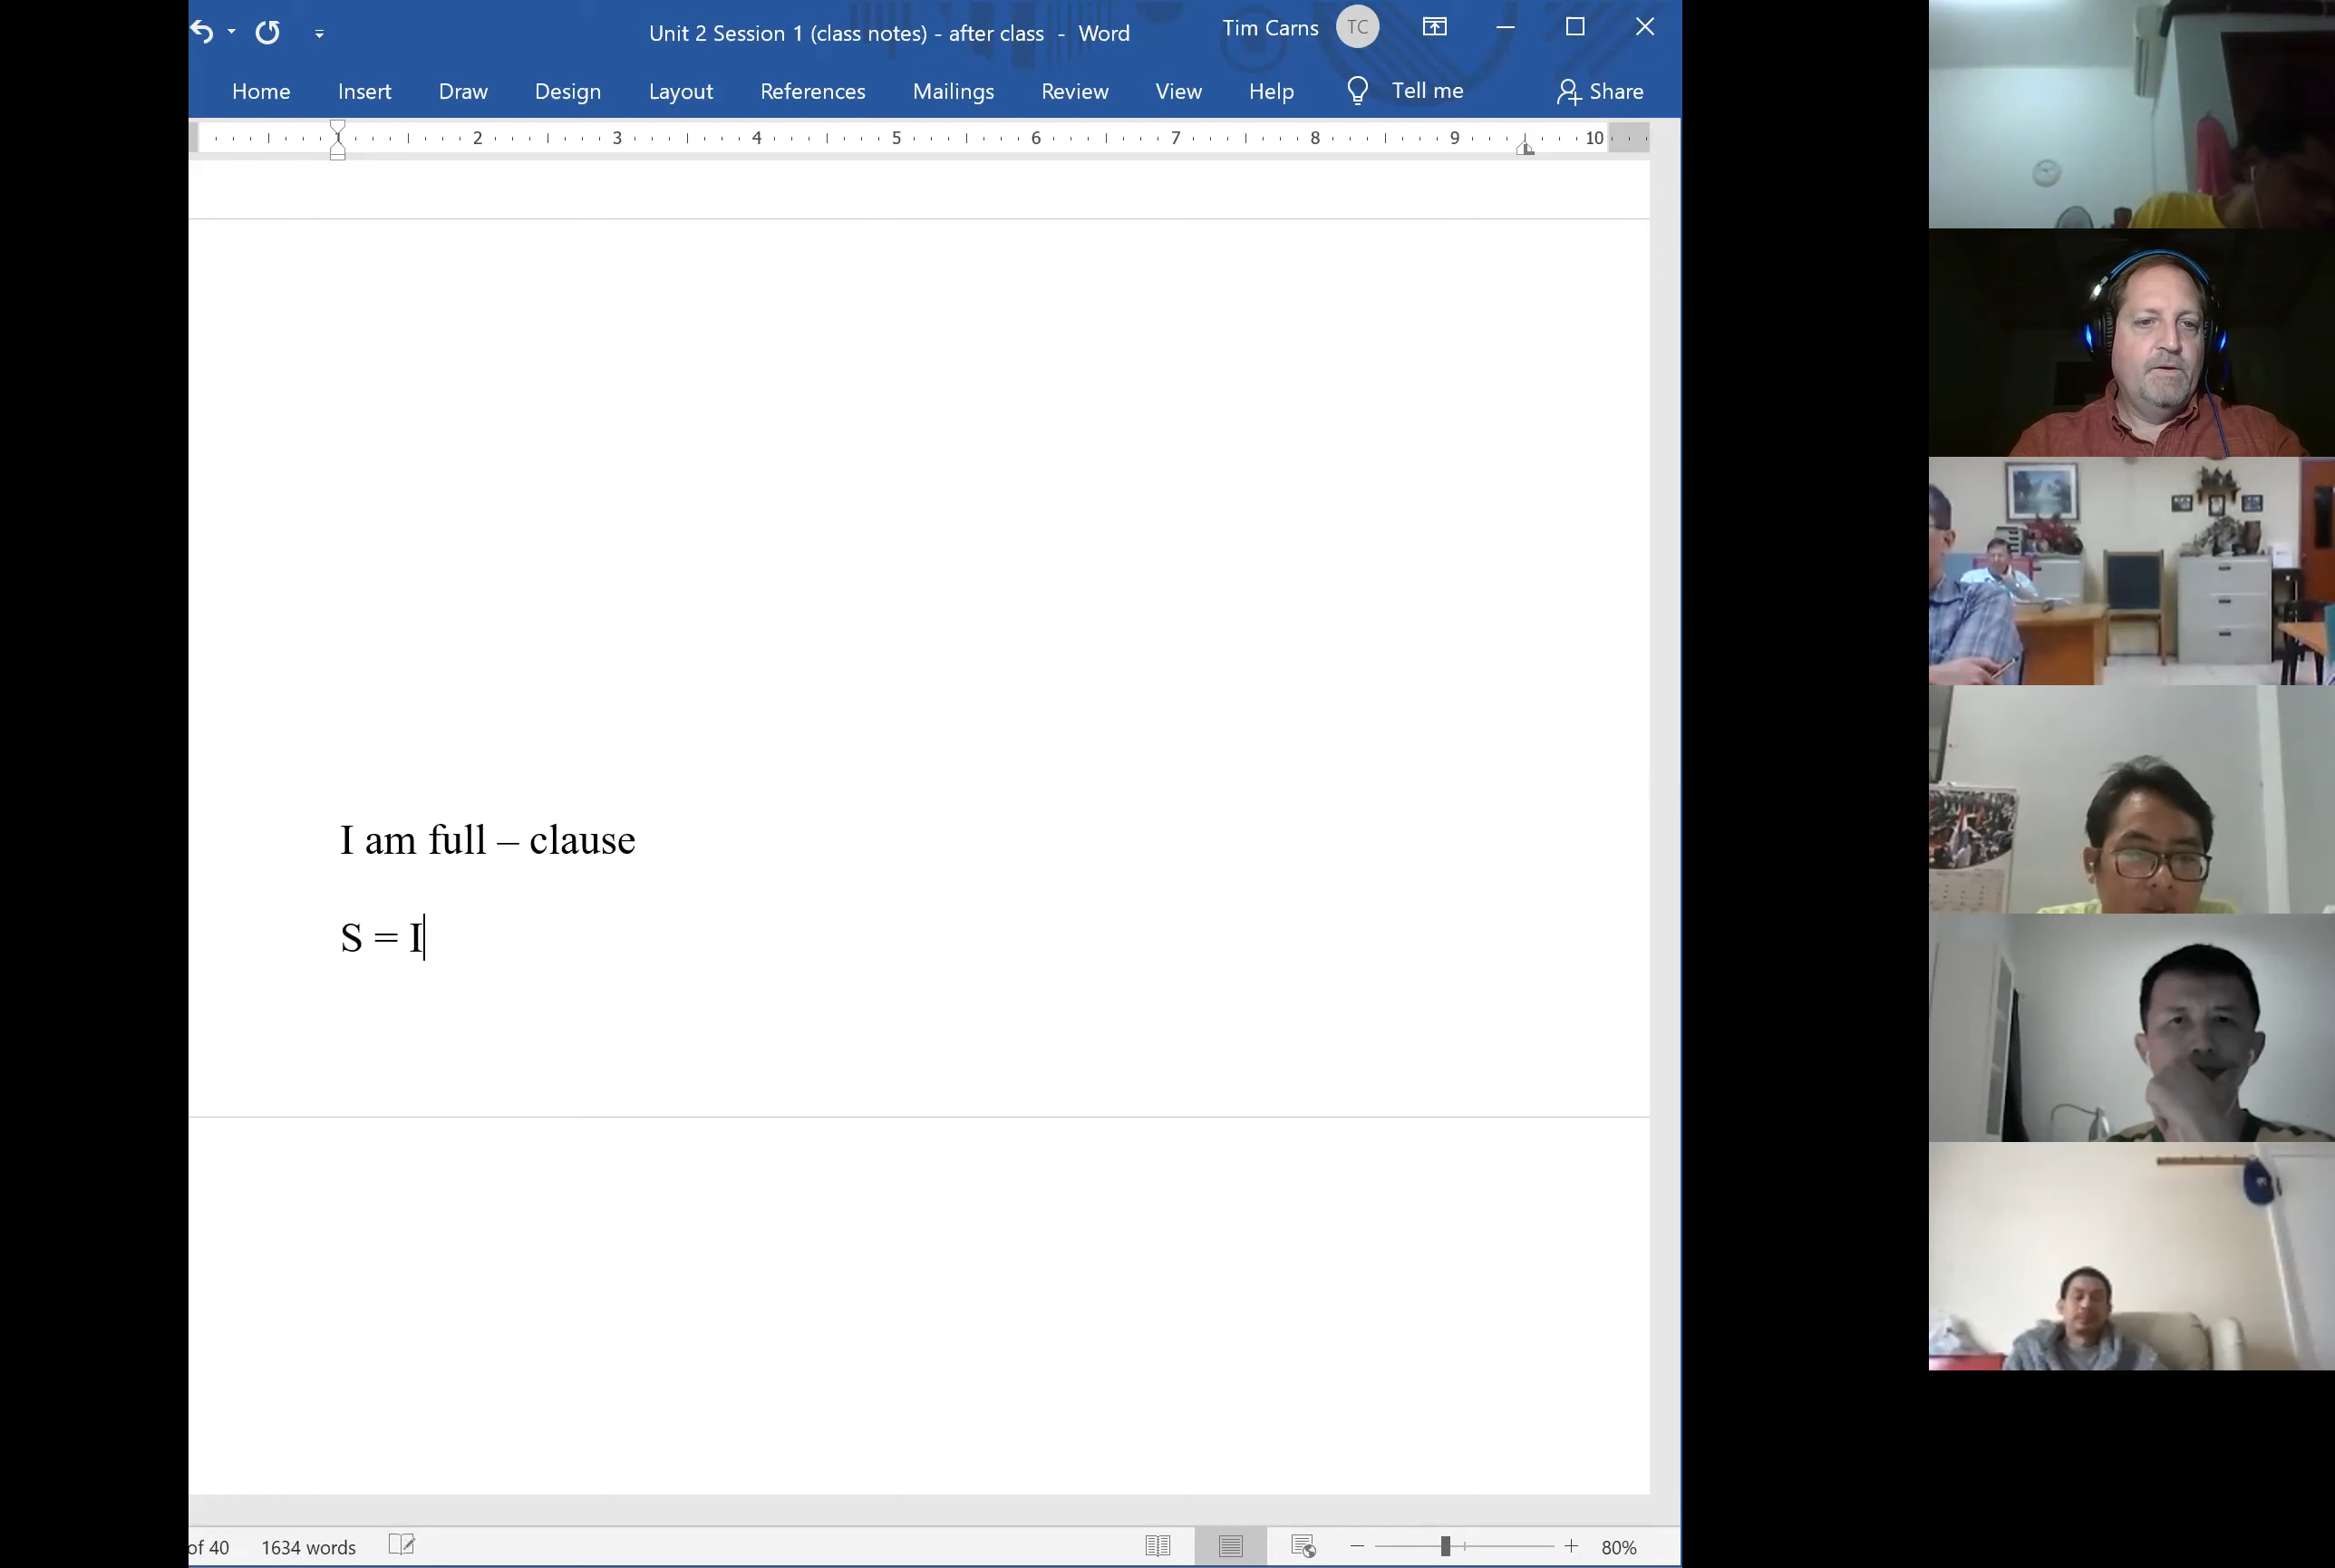 Unit 2 Session 1 (class notes) - after class - Word
Tim Carns TC
Home Insert Draw Design Layout References Mailings Review View Help Tell me Share
1 2 3 4 5 6 7 8 9 10
I am full – clause
S = I
of 40 1634 words 80%